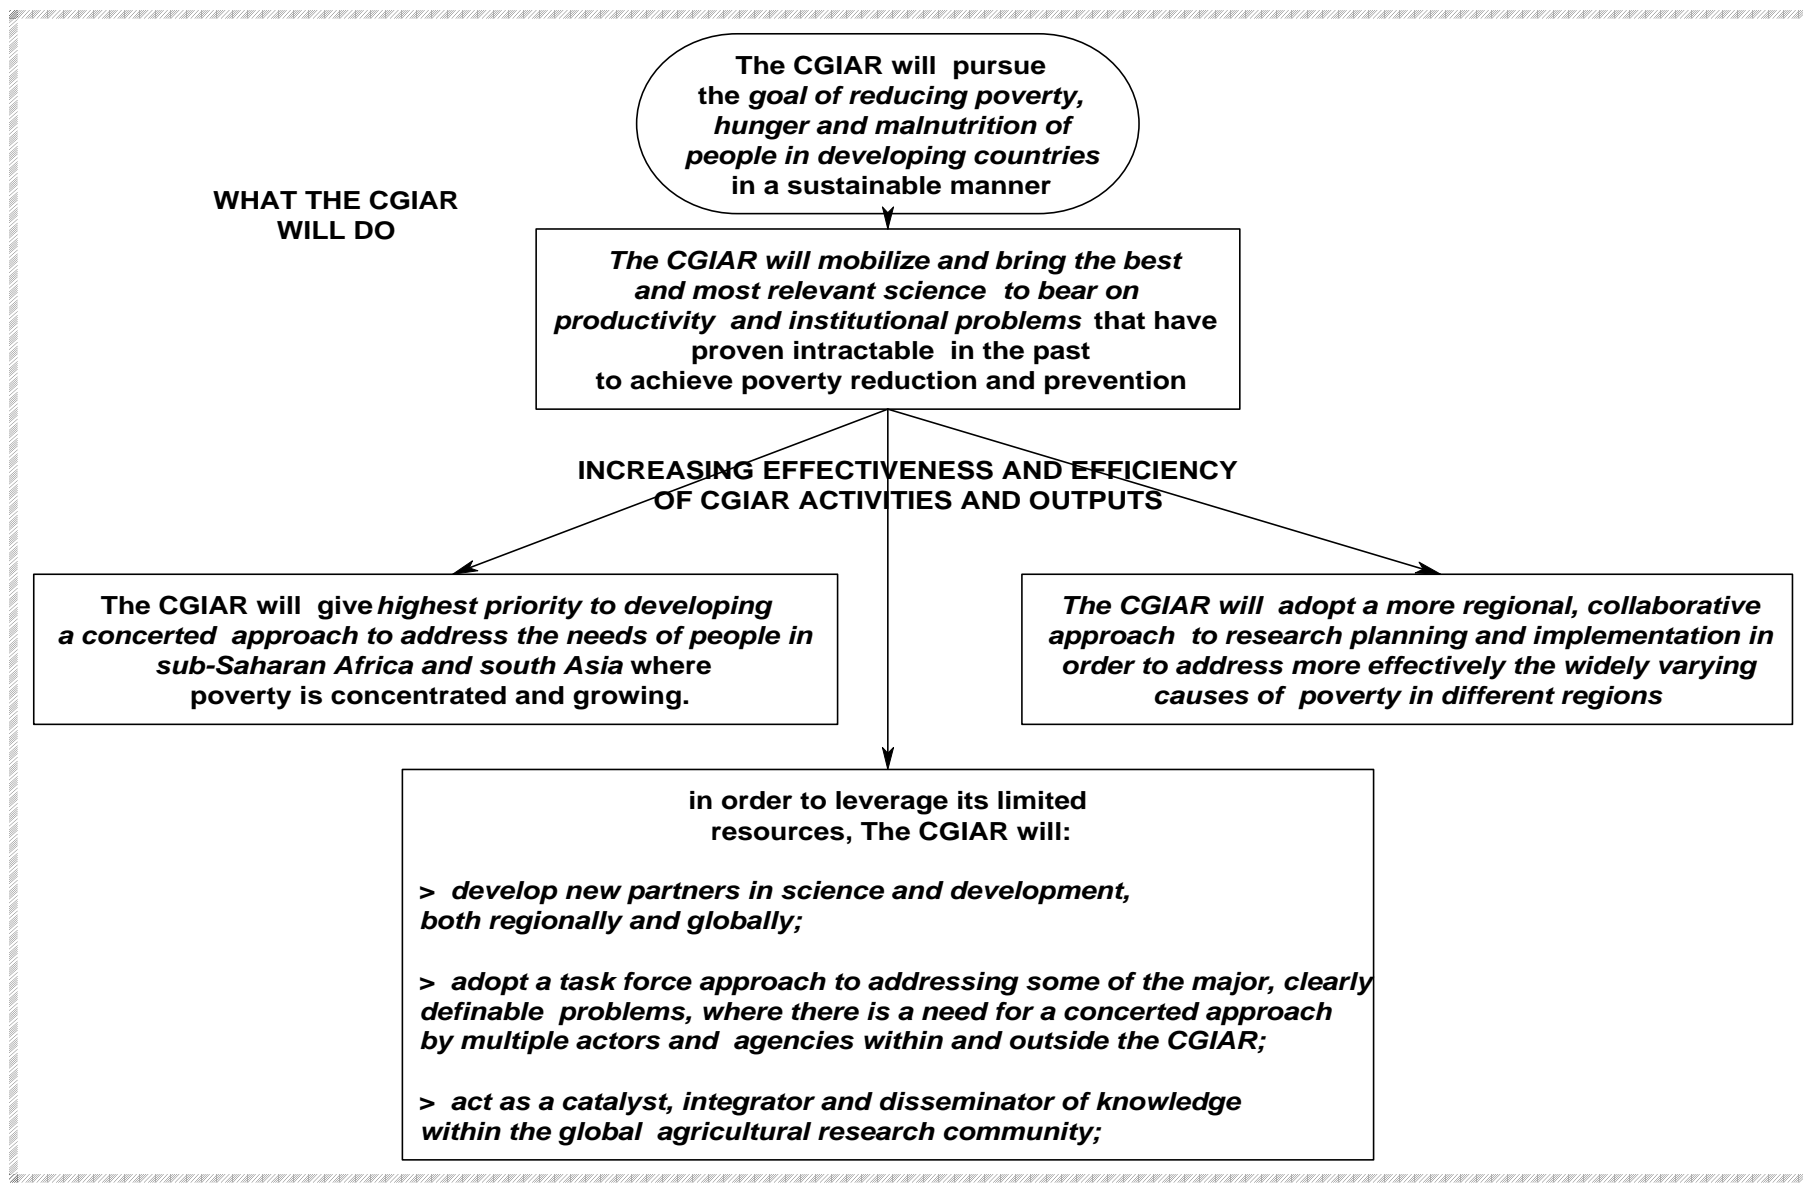 The CGIAR will pursue
the goal of reducing poverty,
hunger and malnutrition of
people in developing countries
in a sustainable manner
WHAT THE CGIAR
WILL DO
The CGIAR will mobilize and bring the best
and most relevant science to bear on
productivity and institutional problems that have
proven intractable in the past
to achieve poverty reduction and prevention
INCREASING EFFECTIVENESS AND EFFICIENCY
OF CGIAR ACTIVITIES AND OUTPUTS
The CGIAR will give highest priority to developing
a concerted approach to address the needs of people in
sub-Saharan Africa and south Asia where
poverty is concentrated and growing.
The CGIAR will adopt a more regional, collaborative
approach to research planning and implementation in
order to address more effectively the widely varying
causes of poverty in different regions
in order to leverage its limited
resources, The CGIAR will:
> develop new partners in science and development,
both regionally and globally;
> adopt a task force approach to addressing some of the major, clearly
definable problems, where there is a need for a concerted approach
by multiple actors and agencies within and outside the CGIAR;
> act as a catalyst, integrator and disseminator of knowledge
within the global agricultural research community;